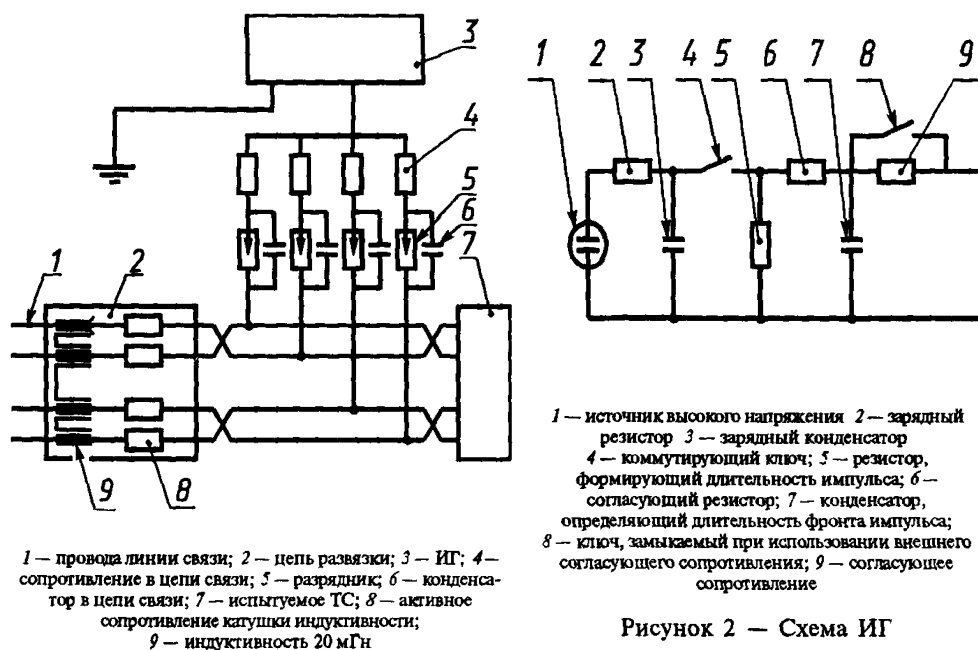 3
4
5
6
7
1
2
9
8
1 — провода линии связи; 2 — цепь развязки; 3 — ИГ; 4 —
сопротивление в цепи связи; 5 — разрядник; 6 — конденса-
тор в цепи связи; 7 — испытуемое ТС; 8 — активное
сопротивление катушки индуктивности;
9 — индуктивность 20 мГн
1 2 3 4 5 6 7 8 9
1 — источник высокого напряжения 2 — зарядный
резистор 3 — зарядный конденсатор
4 — коммутирующий ключ; 5 — резистор,
формирующий длительность импульса; 6 —
согласующий резистор; 7 — конденсатор,
определяющий длительность фронта импульса;
8 — ключ, замыкаемый при использовании внешнего
согласующего сопротивления; 9 — согласующее
сопротивление
Рисунок 2 — Схема ИГ